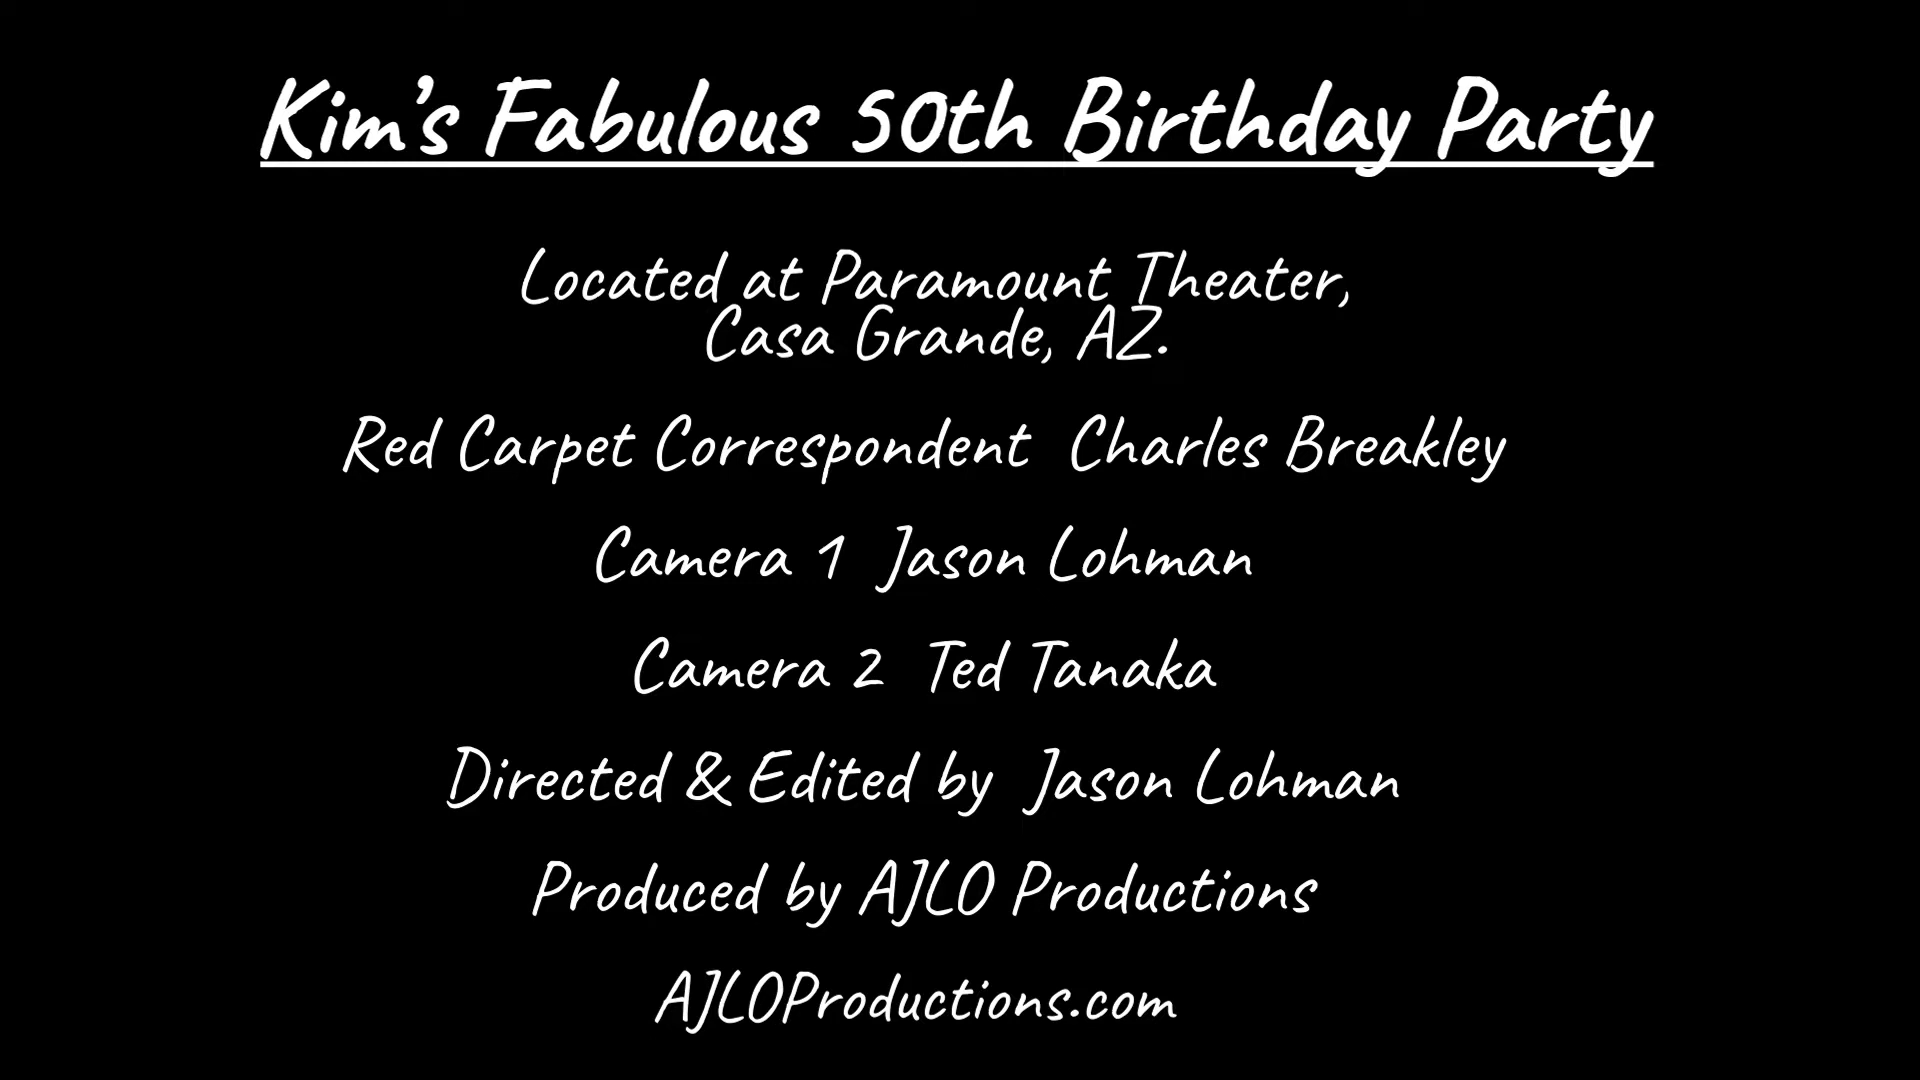 Kim’s Fabulous 50th Birthday Party
Located at Paramount Theater,
Casa Grande, AZ.
Red Carpet Correspondent  Charles Breakley
Camera 1  Jason Lohman
Camera 2  Ted Tanaka
Directed & Edited by  Jason Lohman
Produced by AJLO Productions
AJLOProductions.com